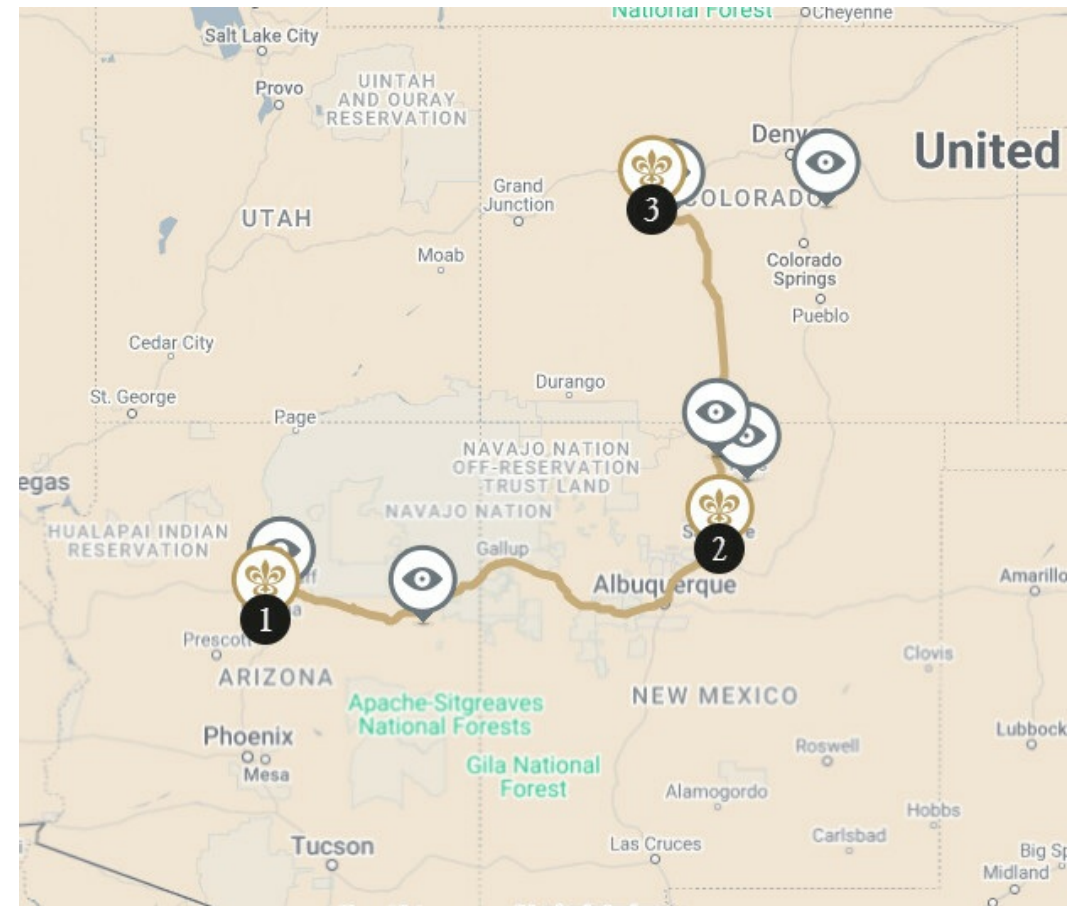 National Forest
Cheyenne
Salt Lake City
Provo
UINTAH
AND OURAY
RESERVATION
United
Grand
Junction
3
COLORADO
UTAH
Moab
Colorado
Springs
Pueblo
Cedar City
Durango
St. George
Page
NAVAJO NATION
OFF-RESERVATION
TRUST LAND
egas
NAVAJO NATION
HUALAPAI INDIAN
RESERVATION
Gallup
2
Albuquerque
Amarillo
1
Prescott
ARIZONA
Clovis
Apache-Sitgreaves
National Forests
NEW MEXICO
Phoenix
Mesa
Lubbock
Roswell
Gila National
Forest
Alamogordo
Hobbs
Carlsbad
Tucson
Las Cruces
Big Sp
Midland